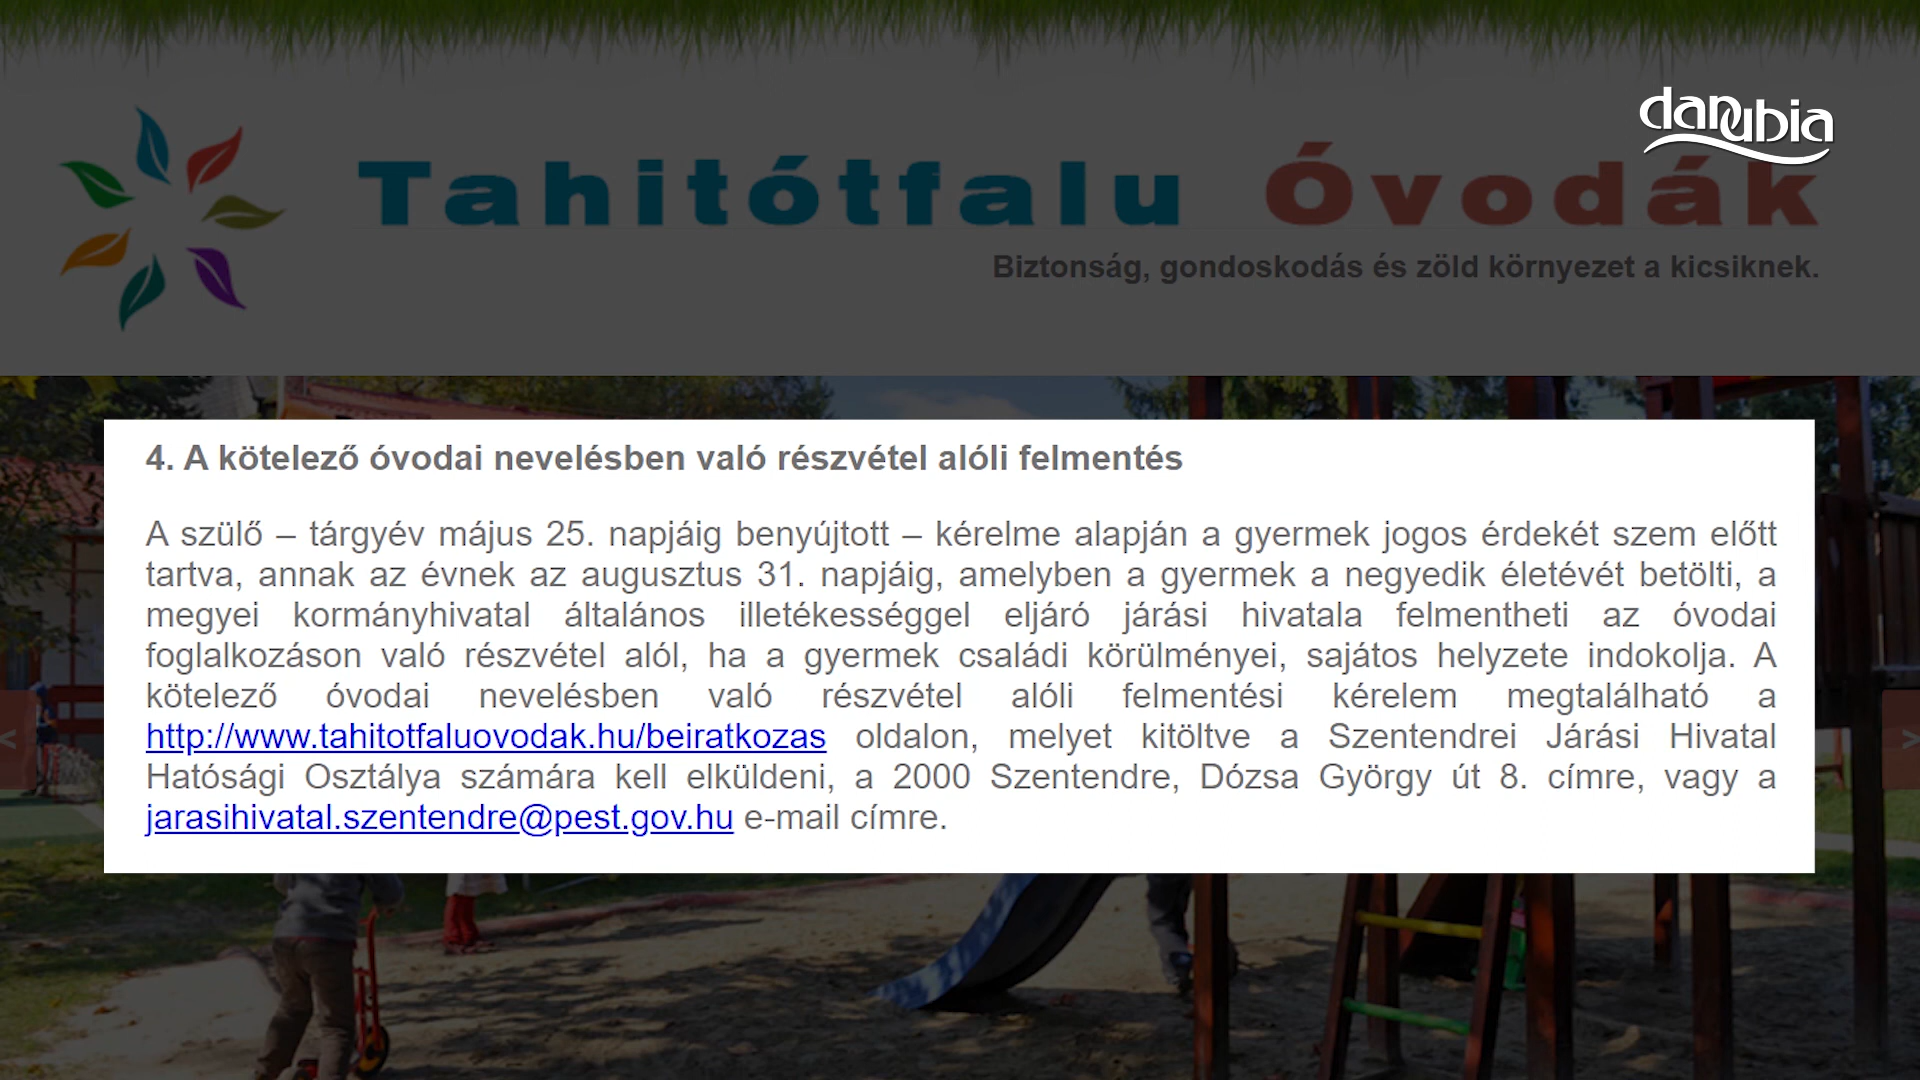 danubia
Tahitótfalu Óvodák
Biztonság, gondoskodás és zöld környezet a kicsiknek.
4. A kötelező óvodai nevelésben való részvétel alóli felmentés
A szülő – tárgyév május 25. napjáig benyújtott – kérelme alapján a gyermek jogos érdekét szem előtt
tartva, annak az évnek az augusztus 31. napjáig, amelyben a gyermek a negyedik életévét betölti, a
megyei kormányhivatal általános illetékességgel eljáró járási hivatala felmentheti az óvodai
foglalkozáson való részvétel alól, ha a gyermek családi körülményei, sajátos helyzete indokolja. A
kötelező óvodai nevelésben való részvétel alóli felmentési kérelem megtalálható a
http://www.tahitotfaluovodak.hu/beiratkozas oldalon, melyet kitöltve a Szentendrei Járási Hivatal
Hatósági Osztálya számára kell elküldeni, a 2000 Szentendre, Dózsa György út 8. címre, vagy a
jarasihivatal.szentendre@pest.gov.hu e-mail címre.